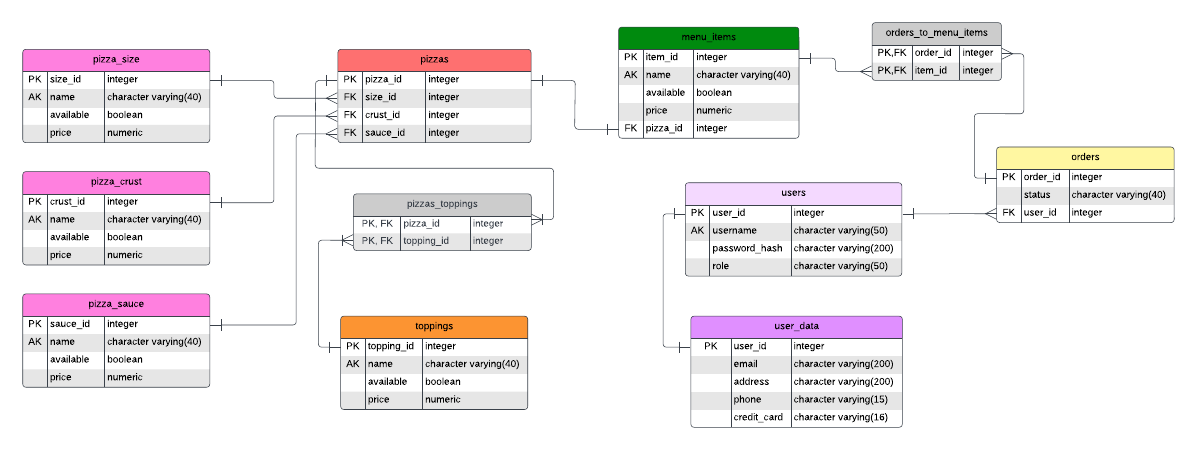 pizza_size
PK size_id integer
AK name character varying(40)
available boolean
price numeric
pizza_crust
PK crust_id integer
AK name character varying(40)
available boolean
price numeric
pizza_sauce
PK sauce_id integer
AK name character varying(40)
available boolean
price numeric
pizzas
PK pizza_id integer
FK size_id integer
FK crust_id integer
FK sauce_id integer
pizzas_toppings
PK, FK pizza_id integer
PK, FK topping_id integer
toppings
PK topping_id integer
AK name character varying(40)
available boolean
price numeric
menu_items
PK item_id integer
AK name character varying(40)
available boolean
price numeric
FK pizza_id integer
orders_to_menu_items
PK,FK order_id integer
PK,FK item_id integer
orders
PK order_id integer
status character varying(40)
FK user_id integer
users
PK user_id integer
AK username character varying(50)
password_hash character varying(200)
role character varying(50)
user_data
PK user_id integer
email character varying(200)
address character varying(200)
phone character varying(15)
credit_card character varying(16)